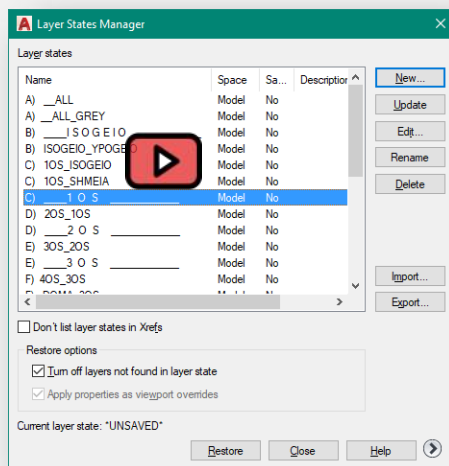 Layer States Manager
Layer states
Name Space Sa... Description
A) __ALL Model No
A) __ALL_GREY Model No
B) ____I S O G E I O Model No
B) ISOGEIO_YPOGE Model No
C) 1OS_ISOGEIO Model No
C) 1OS_SHMEIA Model No
C) ____1 O S ____________ Model No
D) 2OS_1OS Model No
D) ____2 O S ____________ Model No
E) 3OS_2OS Model No
E) ____3 O S ____________ Model No
F) 4OS_3OS Model No
New...
Update
Edit...
Rename
Delete
Import...
Export...
Don't list layer states in Xrefs
Restore options
Turn off layers not found in layer state
Apply properties as viewport overrides
Current layer state: "UNSAVED"
Restore Close Help